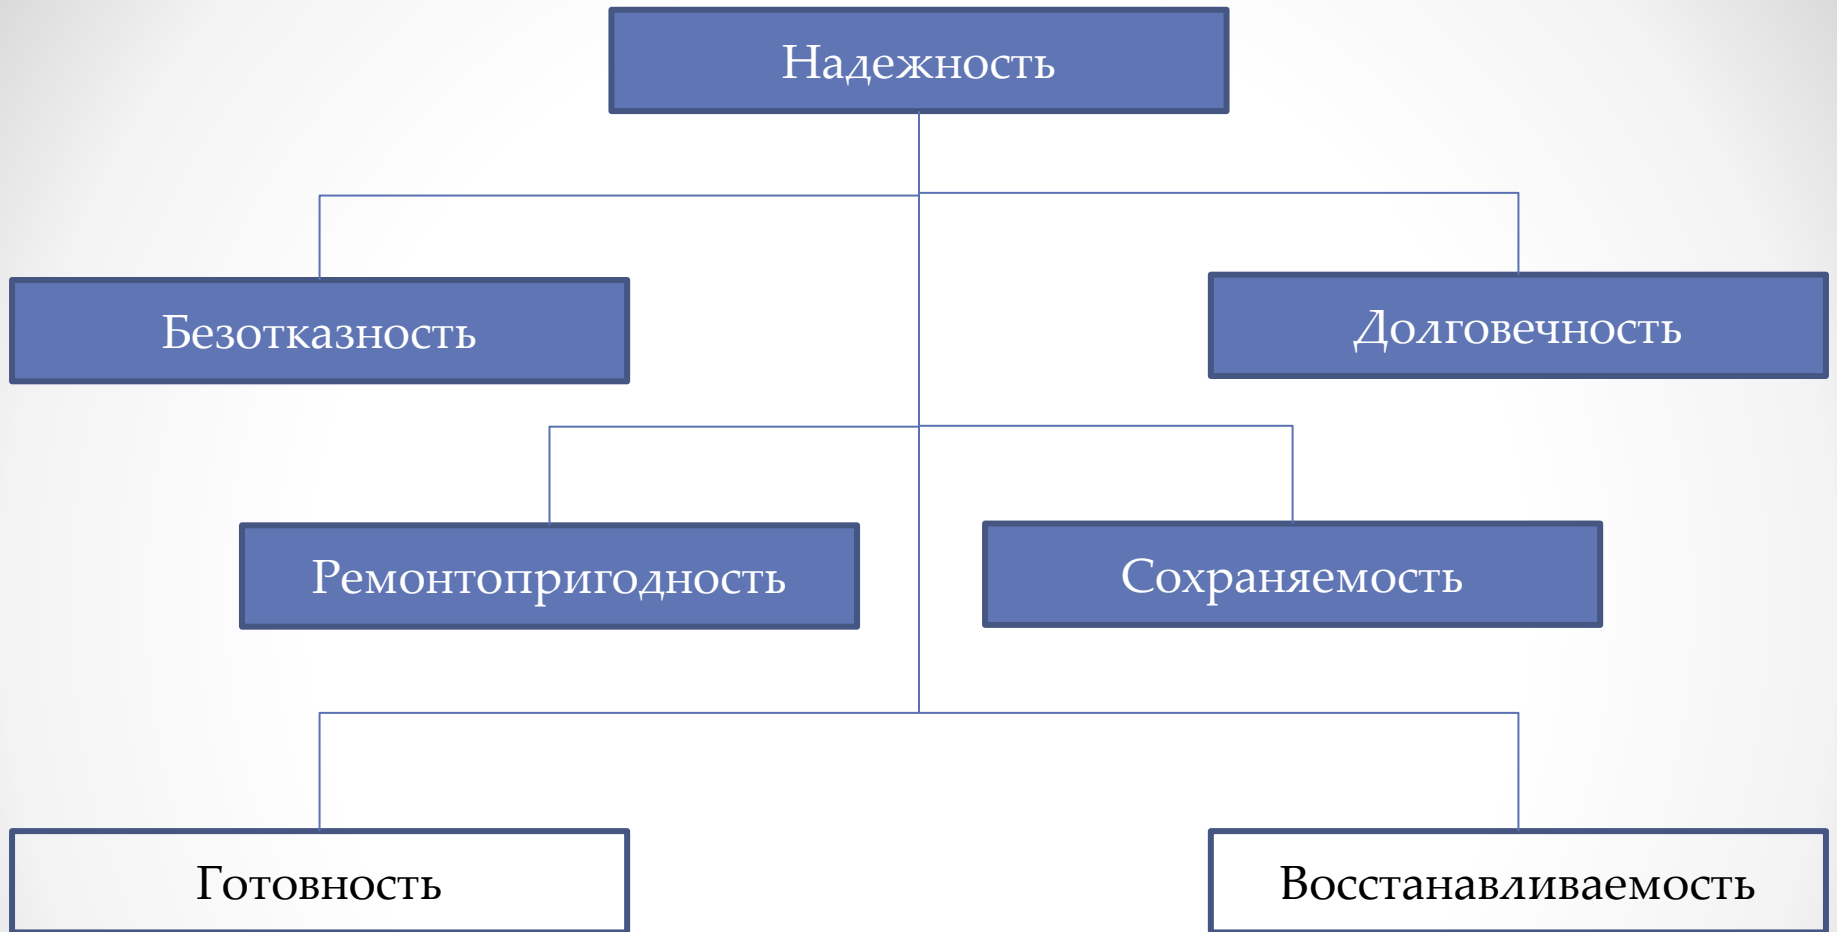 Надежность
Безотказность
Долговечность
Ремонтопригодность
Сохраняемость
Готовность
Восстанавливаемость